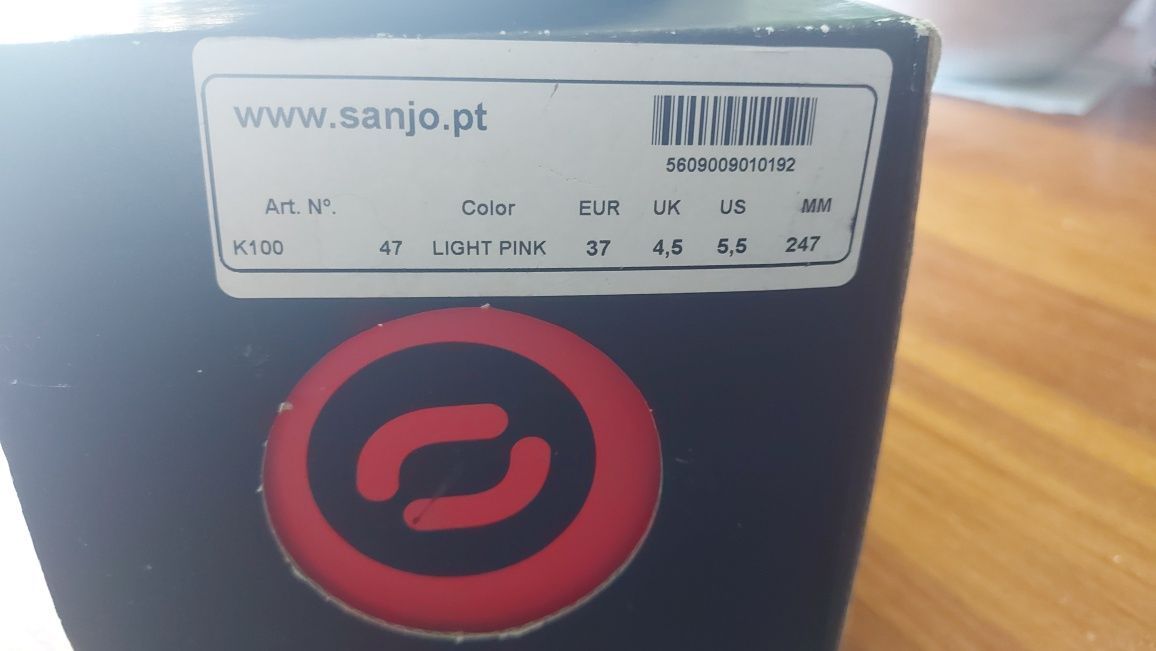 www.sanjo.pt
5609009010192
Art. Nº. Color EUR UK US MM
K100 47 LIGHT PINK 37 4,5 5,5 247